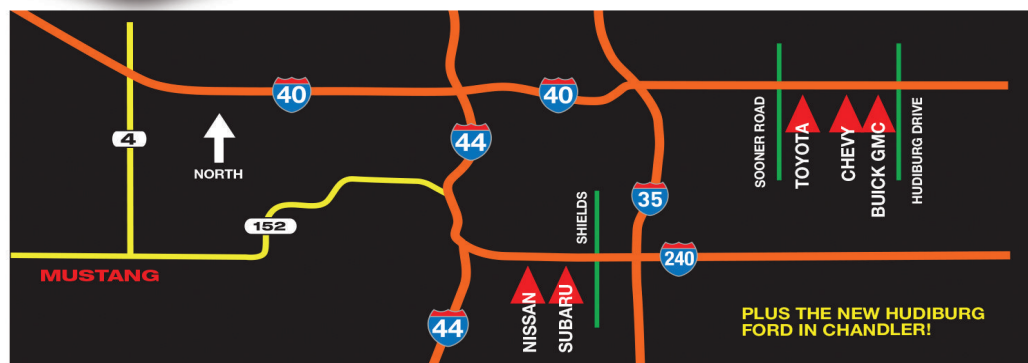 40
40
4
44
NORTH
SOONER ROAD
TOYOTA
CHEVY
BUICK GMC
HUDIBURG DRIVE
35
152
SHIELDS
240
MUSTANG
44
NISSAN
SUBARU
PLUS THE NEW HUDIBURG
FORD IN CHANDLER!